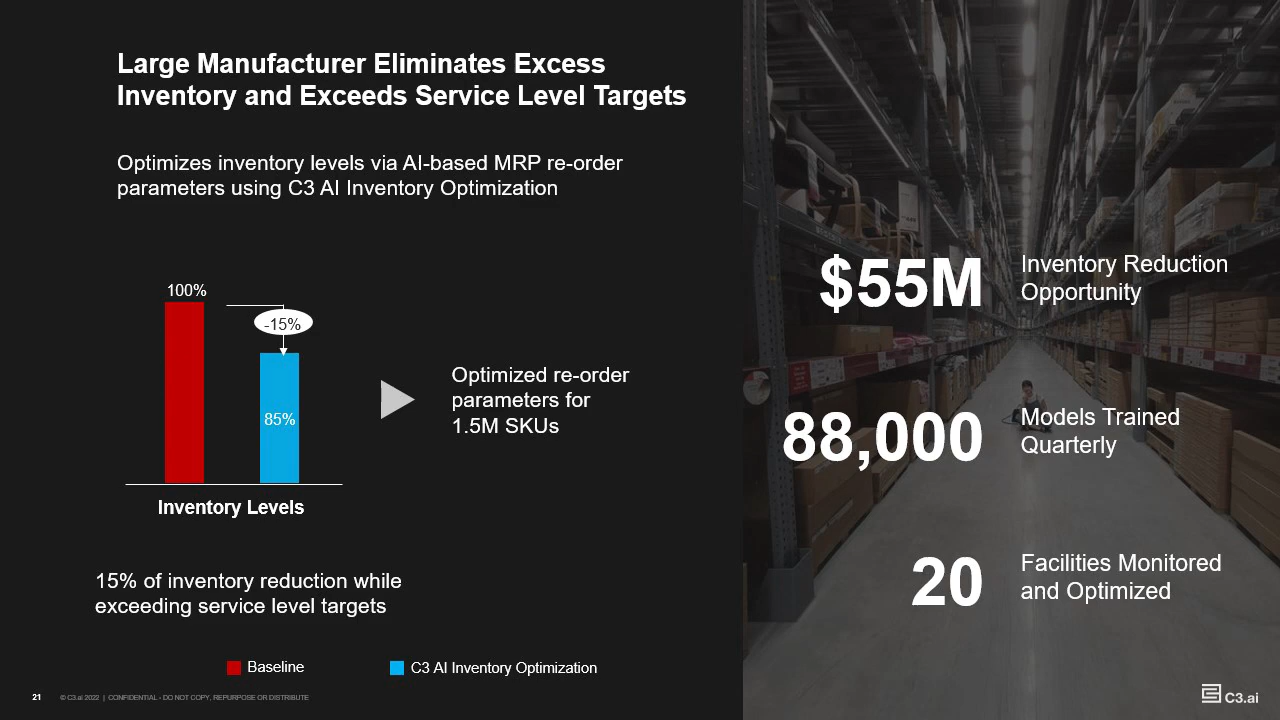 Large Manufacturer Eliminates Excess
Inventory and Exceeds Service Level Targets
Optimizes inventory levels via AI-based MRP re-order
parameters using C3 AI Inventory Optimization
100%
-15%
85%
Inventory Levels
Optimized re-order
parameters for
1.5M SKUs
15% of inventory reduction while
exceeding service level targets
Baseline
C3 AI Inventory Optimization
$55M
Inventory Reduction
Opportunity
88,000
Models Trained
Quarterly
20
Facilities Monitored
and Optimized
21
© C3.ai 2022 | CONFIDENTIAL - DO NOT COPY, REPURPOSE OR DISTRIBUTE
C3.ai